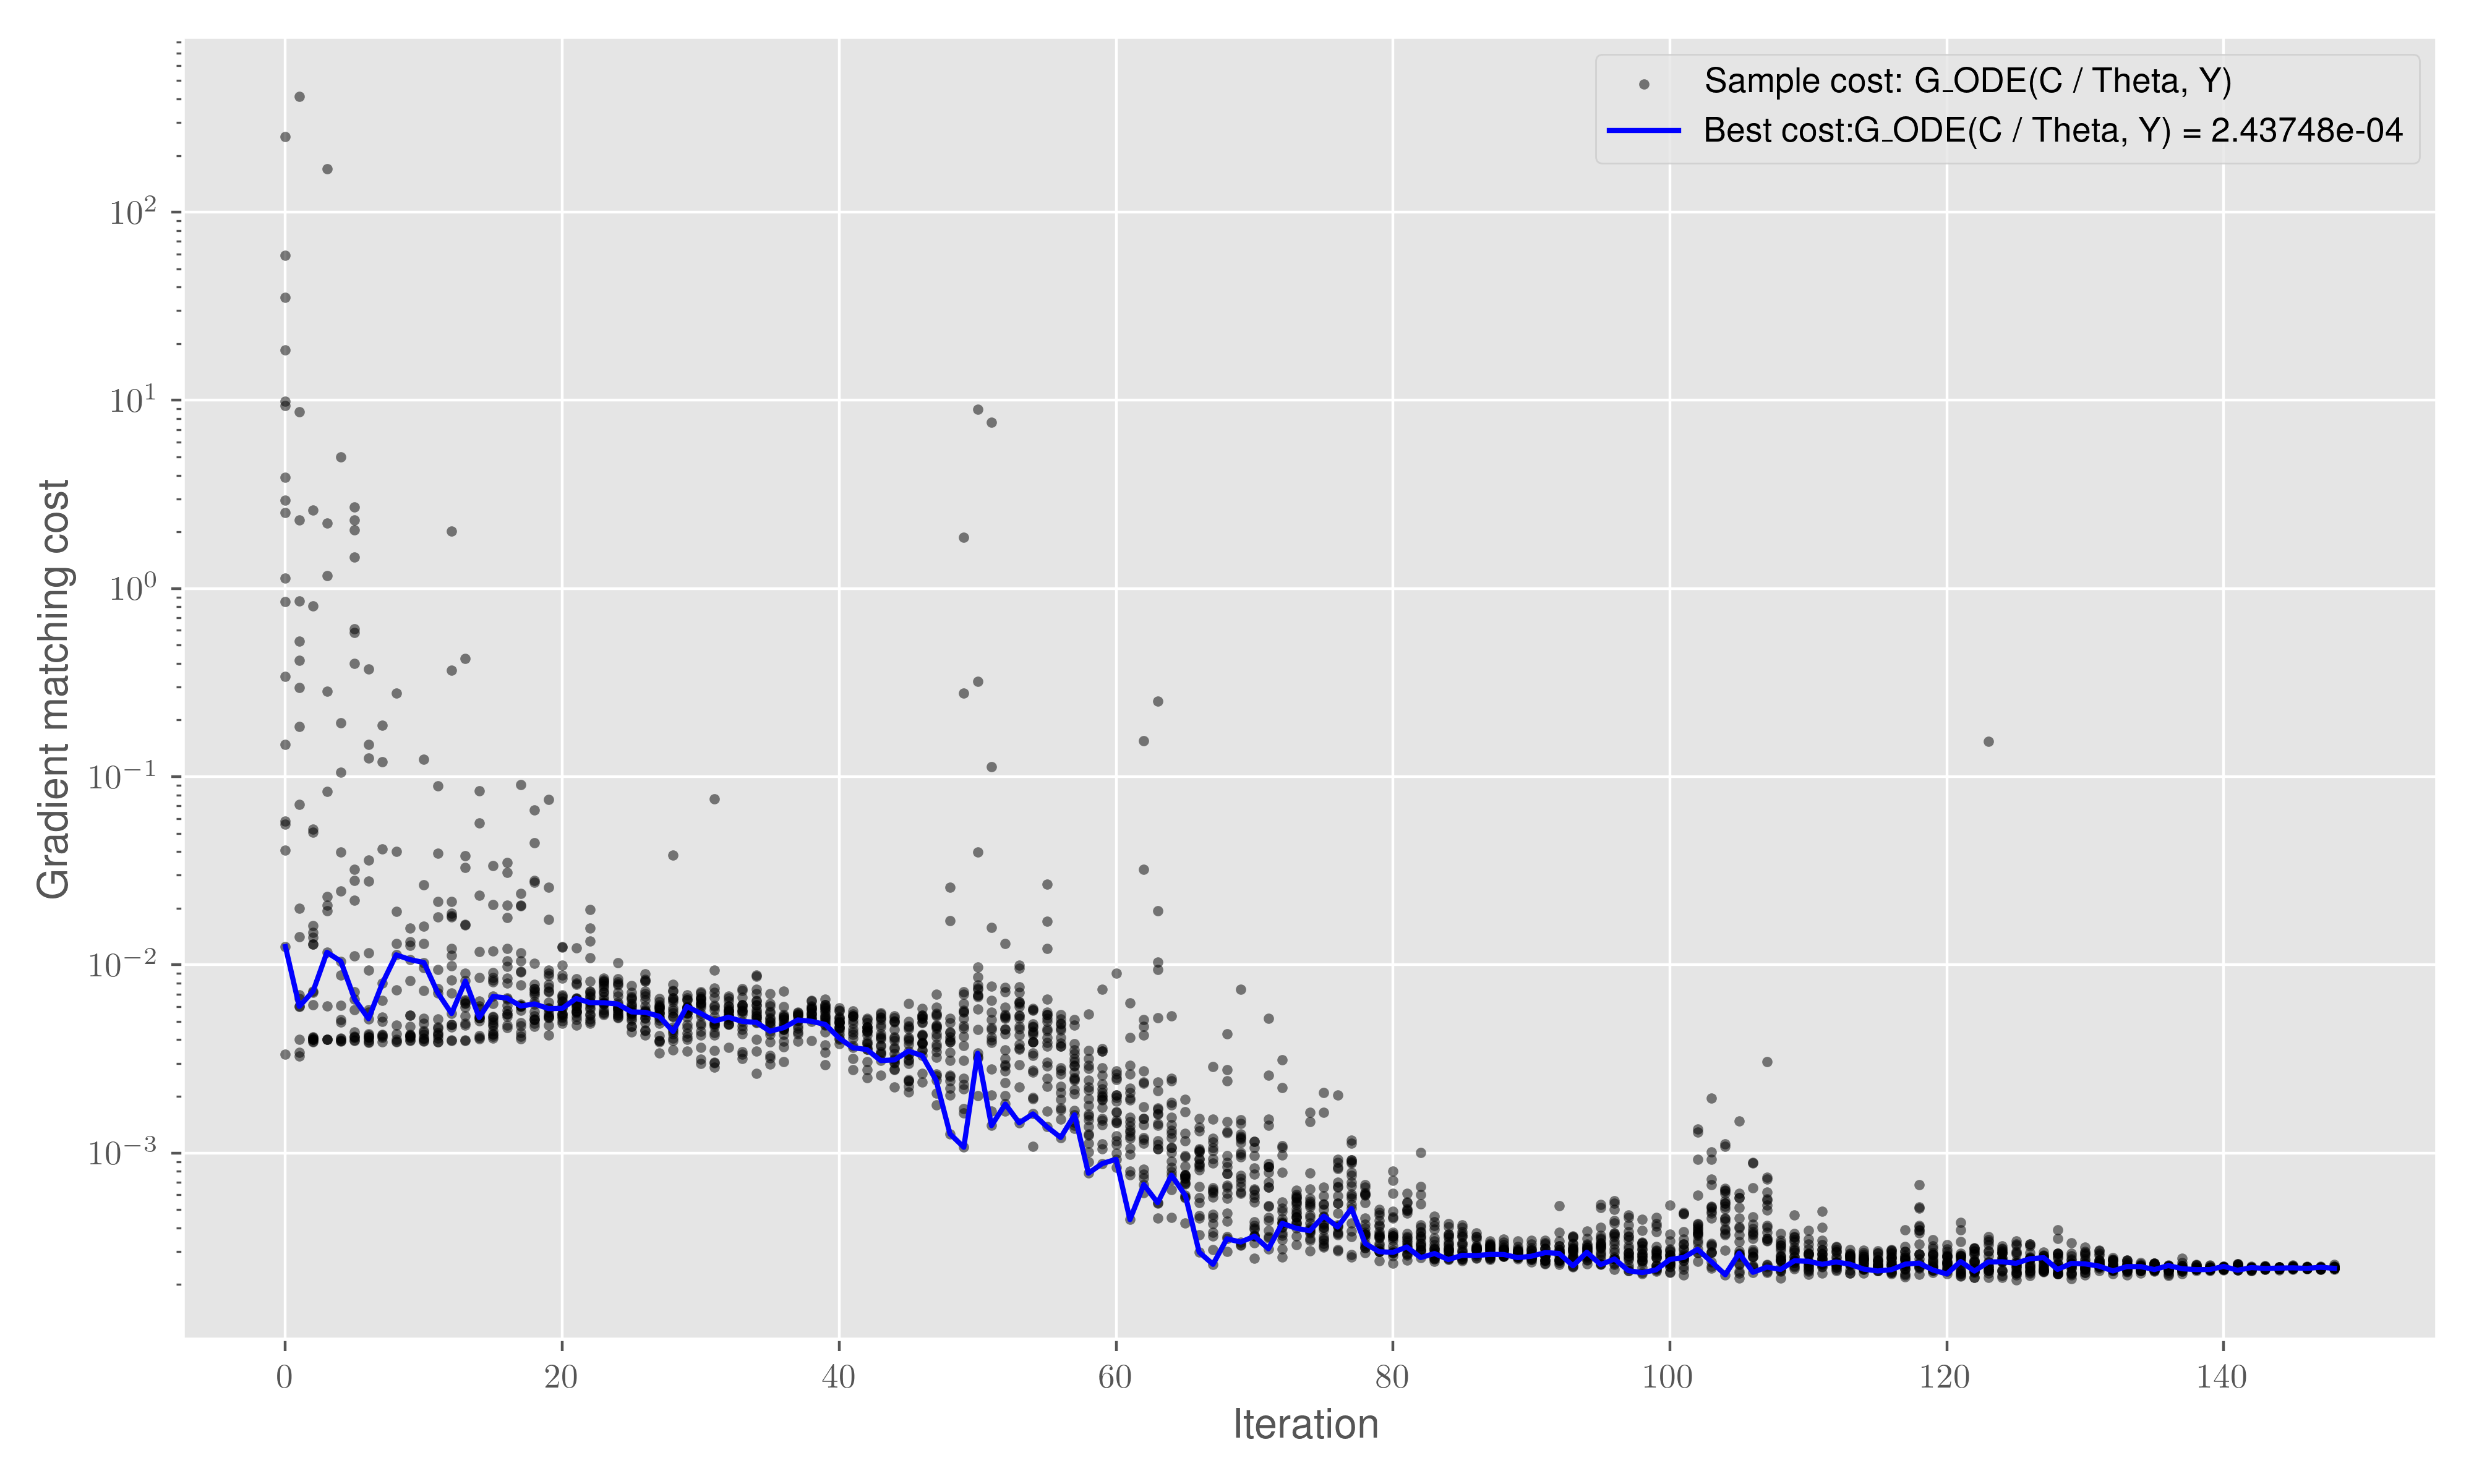 Sample cost: G_ODE(C / Theta, Y)
Best cost:G_ODE(C / Theta, Y) = 2.43748e-04
Gradient matching cost
10²
10¹
10⁰
10⁻¹
10⁻²
10⁻³
0 20 40 60 80 100 120 140
Iteration